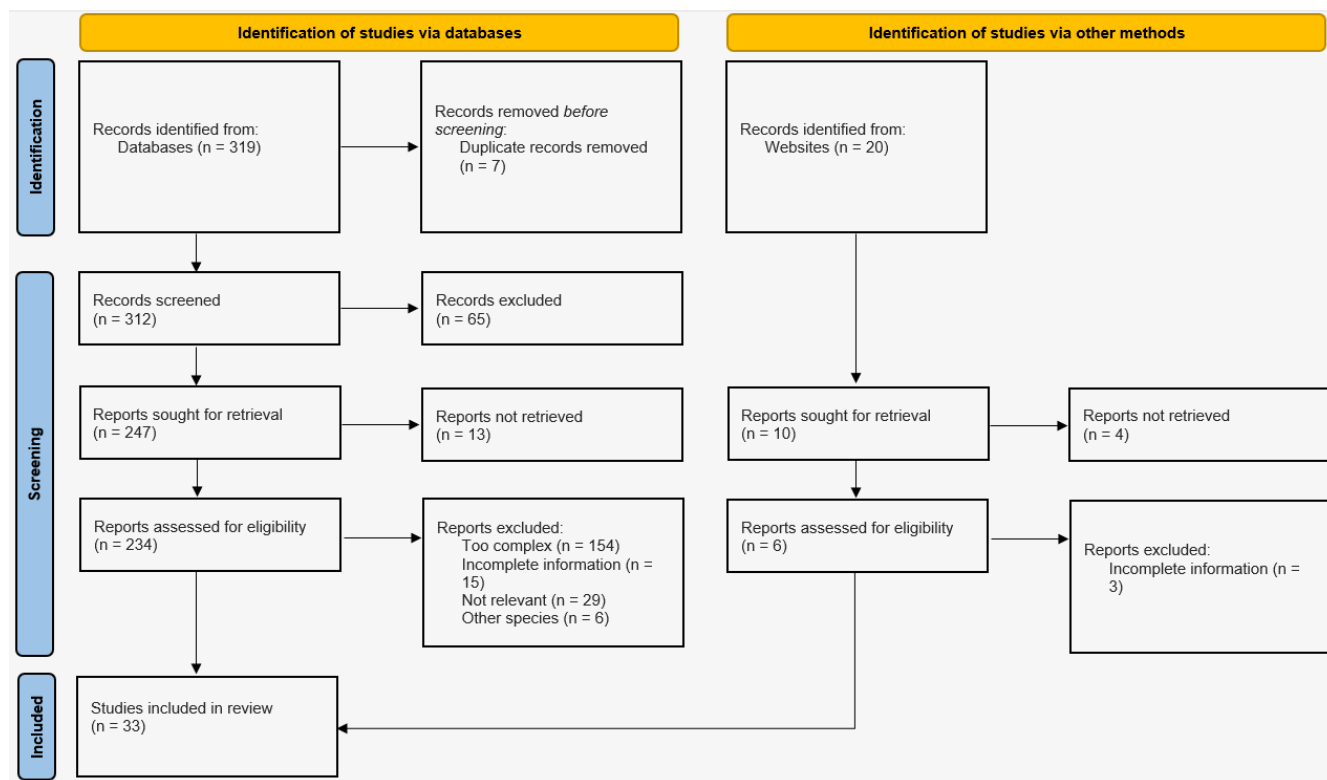 Identification of studies via databases
Identification of studies via other methods
Identification
Records identified from:
Databases (n = 319)
Records removed before
screening:
Duplicate records removed
(n = 7)
Records identified from:
Websites (n = 20)
Screening
Records screened
(n = 312)
Records excluded
(n = 65)
Reports sought for retrieval
(n = 247)
Reports not retrieved
(n = 13)
Reports sought for retrieval
(n = 10)
Reports not retrieved
(n = 4)
Reports assessed for eligibility
(n = 234)
Reports excluded:
Too complex (n = 154)
Incomplete information (n =
15)
Not relevant (n = 29)
Other species (n = 6)
Reports assessed for eligibility
(n = 6)
Reports excluded:
Incomplete information (n =
3)
Included
Studies included in review
(n = 33)